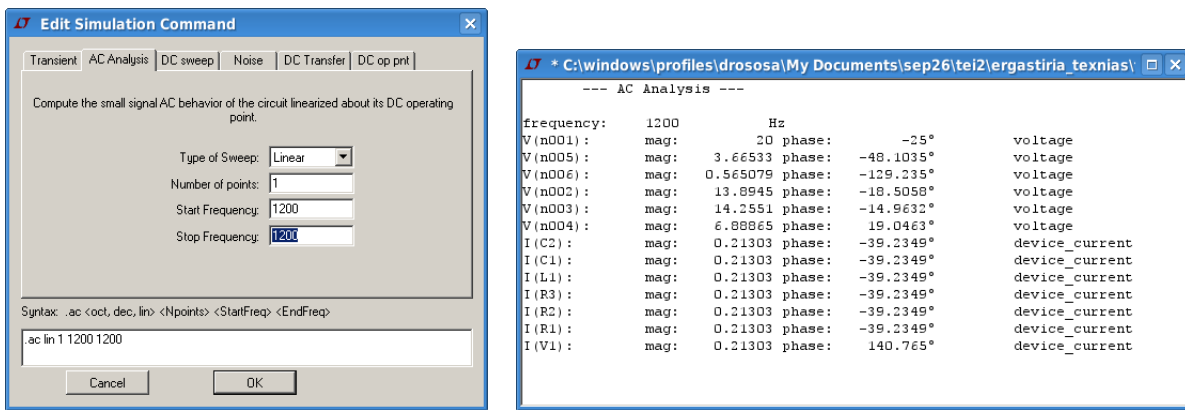 Edit Simulation Command
Transient AC Analysis DC sweep Noise DC Transfer DC op pnt
Compute the small signal AC behavior of the circuit linearized about its DC operating
point.
Type of Sweep: Linear
Number of points: 1
Start Frequency: 1200
Stop Frequency: 1200
Syntax: .ac <oct, dec, lin> <Npoints> <StartFreq> <EndFreq>
.ac lin 1 1200 1200
Cancel OK
* C:\windows\profiles\drososa\My Documents\sep26\tei2\ergastiria_texnias\
--- AC Analysis ---
frequency: 1200 Hz
V(n001): mag: 20 phase: -25° voltage
V(n005): mag: 3.66533 phase: -48.1035° voltage
V(n006): mag: 0.565079 phase: -129.235° voltage
V(n002): mag: 13.8945 phase: -18.5058° voltage
V(n003): mag: 14.2551 phase: -14.9632° voltage
V(n004): mag: 6.88865 phase: 19.0463° voltage
I(C2): mag: 0.21303 phase: -39.2349° device_current
I(C1): mag: 0.21303 phase: -39.2349° device_current
I(L1): mag: 0.21303 phase: -39.2349° device_current
I(R3): mag: 0.21303 phase: -39.2349° device_current
I(R2): mag: 0.21303 phase: -39.2349° device_current
I(R1): mag: 0.21303 phase: -39.2349° device_current
I(V1): mag: 0.21303 phase: 140.765° device_current